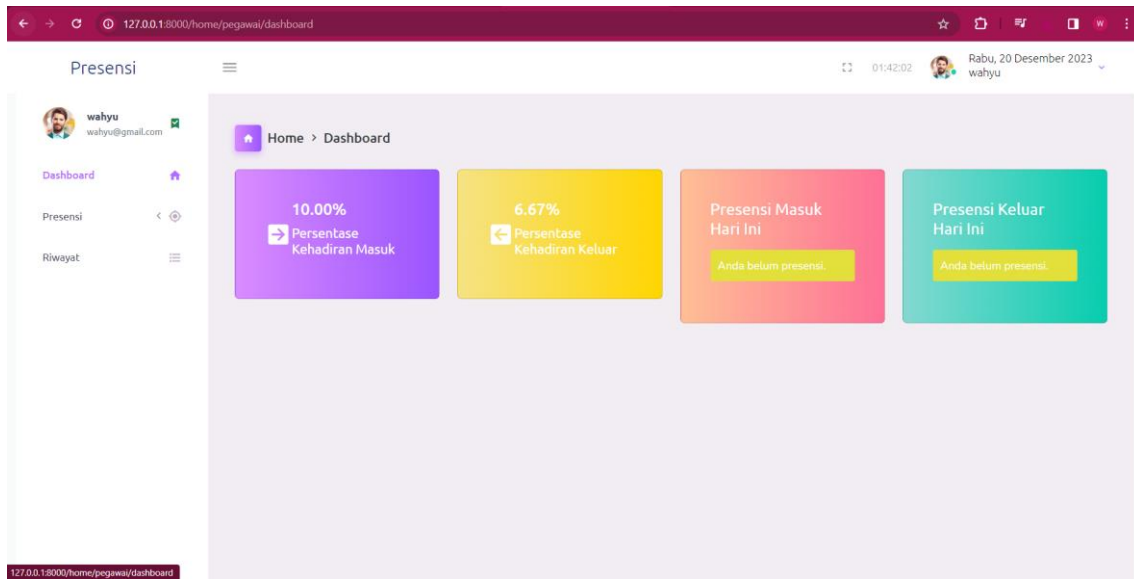 127.0.0.1:8000/home/pegawai/dashboard
W
Presensi
01:42:02
Rabu, 20 Desember 2023
wahyu
wahyu
wahyu@gmail.com
Home > Dashboard
Dashboard
Presensi
Riwayat
10.00%
Persentase
Kehadiran Masuk
6.67%
Persentase
Kehadiran Keluar
Presensi Masuk
Hari Ini
Anda belum presensi.
Presensi Keluar
Hari Ini
Anda belum presensi.
127.0.0.1:8000/home/pegawai/dashboard